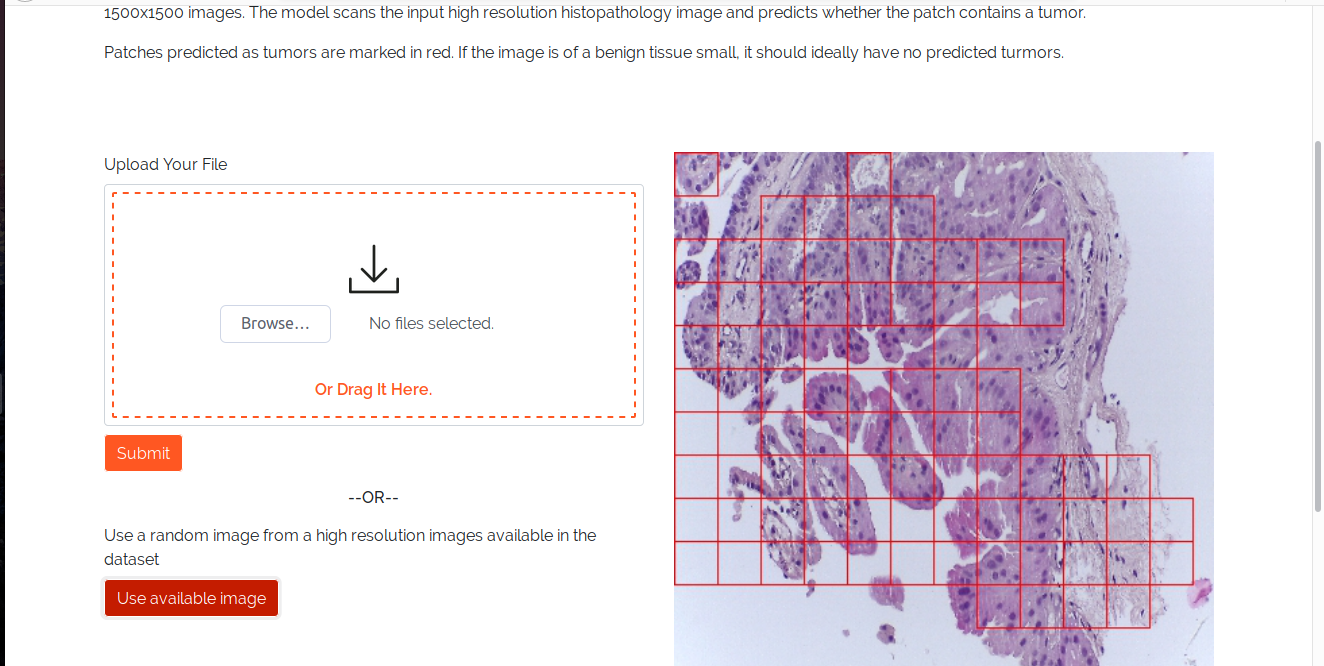 1500x1500 images. The model scans the input high resolution histopathology image and predicts whether the patch contains a tumor.
Patches predicted as tumors are marked in red. If the image is of a benign tissue small, it should ideally have no predicted turmors.
Upload Your File
Browse...
No files selected.
Or Drag It Here.
Submit
--OR--
Use a random image from a high resolution images available in the
dataset
Use available image